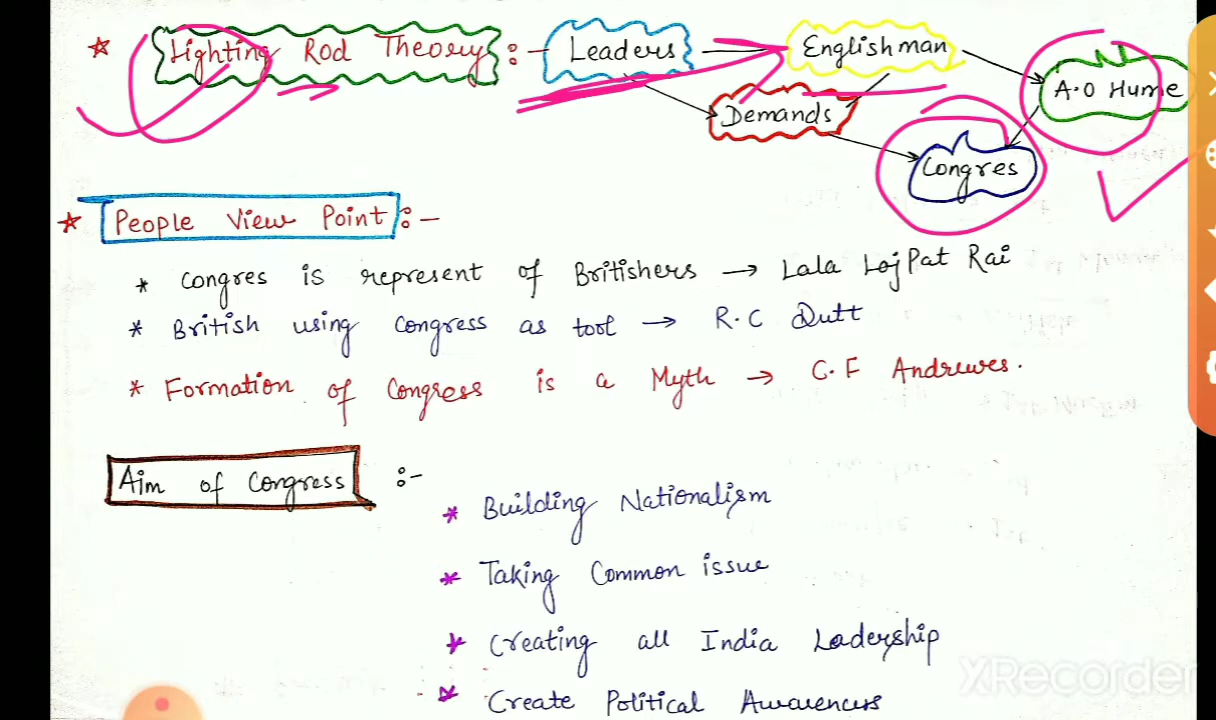 Lighting Rod Theory :- Leaders Englishman
A.O Hume
Demands
Congres
People View Point :-
* Congres is represent of Britishers → Lala LajPat Rai
* British using Congress as tool → R.C Dutt
* Formation of Congress is a Myth → C.F Andrewes.
Aim of Congress :-
* Building Nationalism
* Taking Common issue
* Creating all India Ladership
* Create Political Awareness
XRecorder